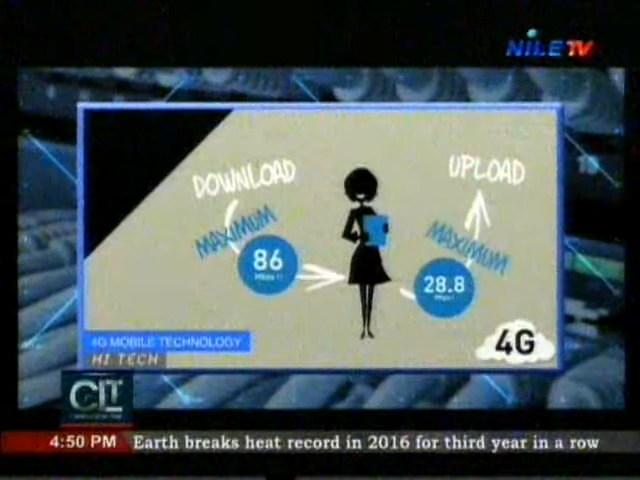 NiLE TV
DOWNLOAD
UPLOAD
MAXIMUM
MAXIMUM
86
28.8
4G
4G MOBILE TECHNOLOGY
HI TECH
CIT
4:50 PM Earth breaks heat record in 2016 for third year in a row